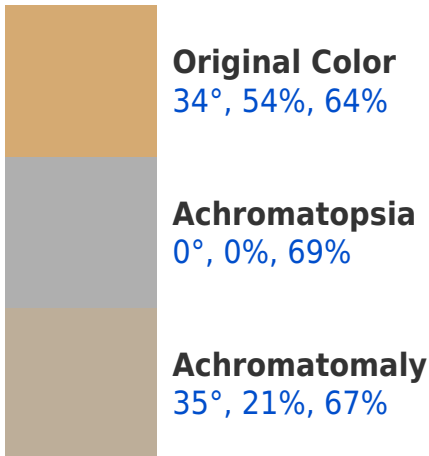 Original Color
34°, 54%, 64%
Achromatopsia
0°, 0%, 69%
Achromatomaly
35°, 21%, 67%